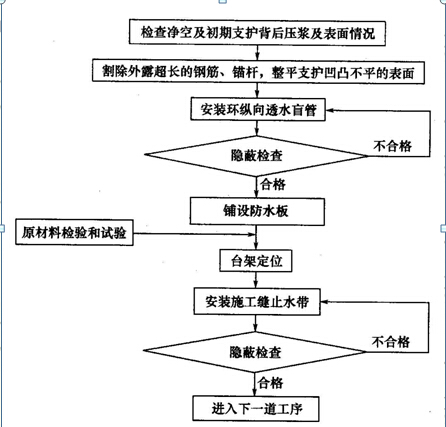 检查净空及初期支护背后压浆及表面情况
割除外露超长的钢筋、锚杆，整平支护凹凸不平的表面
安装环纵向透水盲管
隐蔽检查
不合格
合格
铺设防水板
原材料检验和试验
台架定位
安装施工缝止水带
隐蔽检查
不合格
合格
进入下一道工序